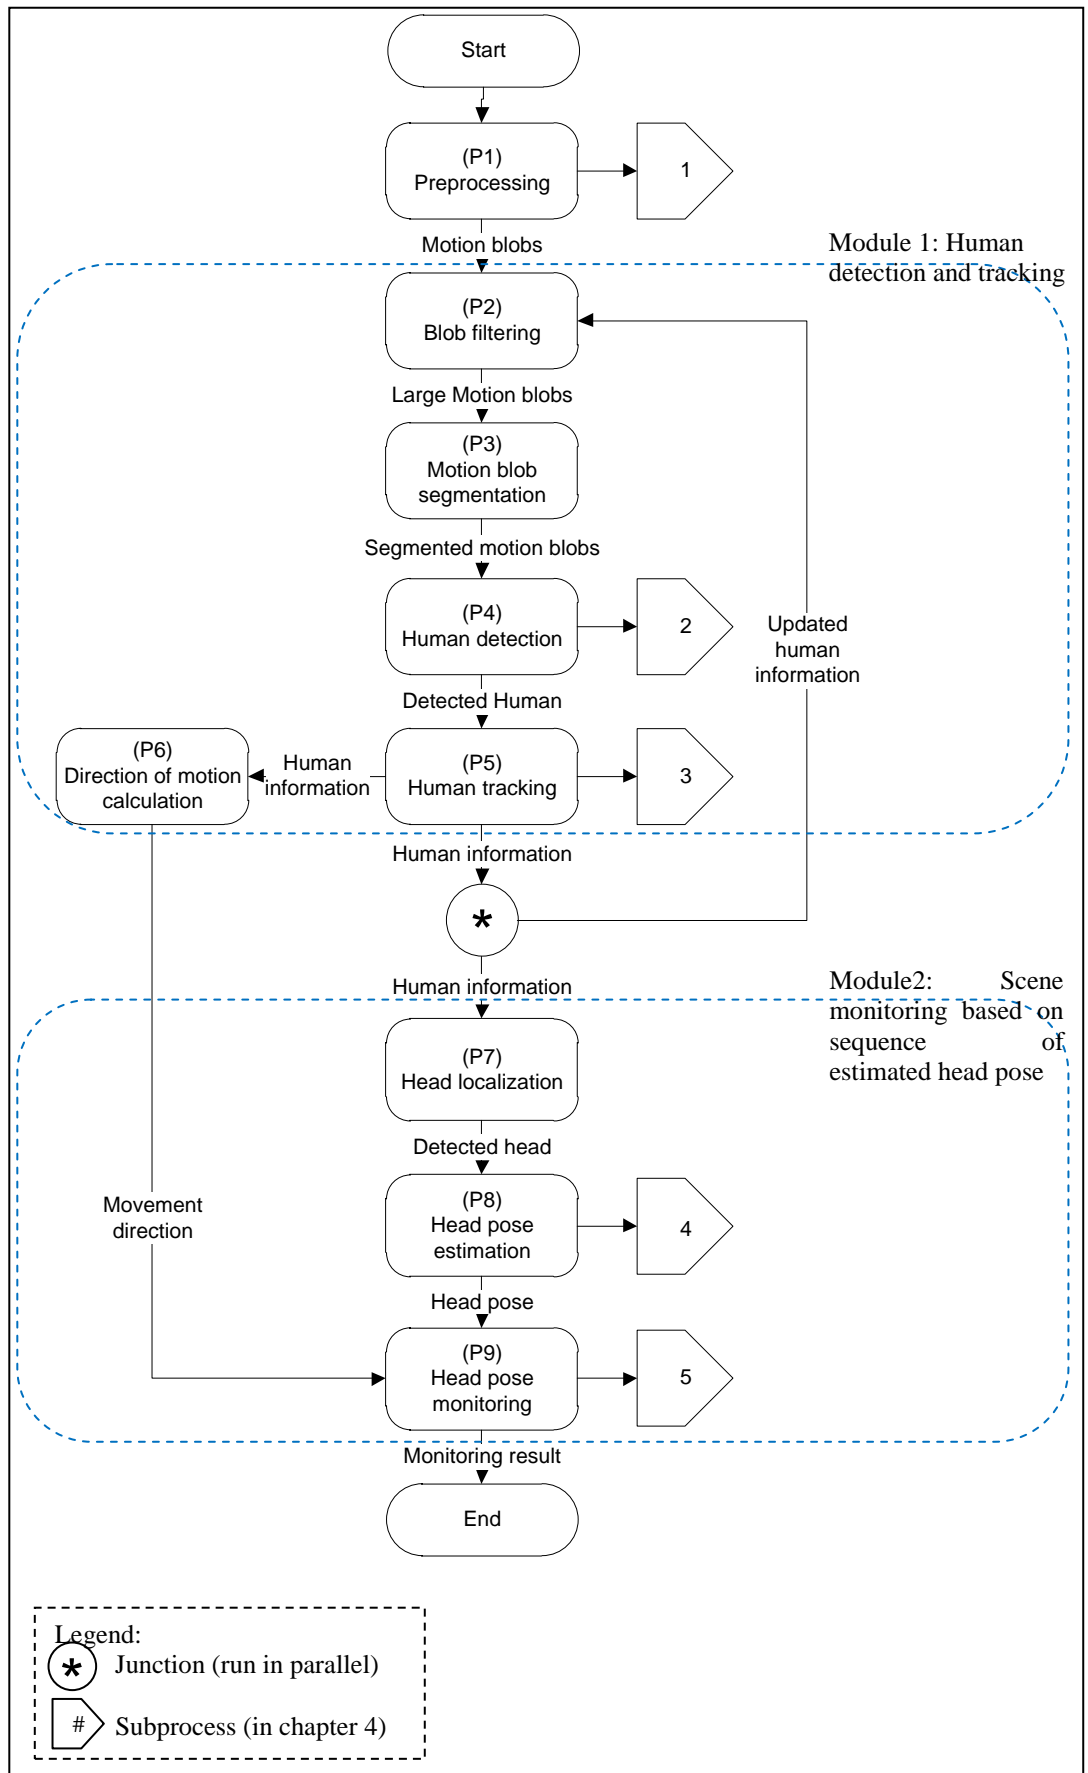 Start
(P1)
Preprocessing
1
Motion blobs
Module 1: Human
detection and tracking
(P2)
Blob filtering
Large Motion blobs
(P3)
Motion blob
segmentation
Segmented motion blobs
(P4)
Human detection
2
Updated
human
information
Detected Human
(P6)
Direction of motion
calculation
Human
information
(P5)
Human tracking
3
Human information
*
Human information
Module2: Scene
monitoring based on
sequence of
estimated head pose
(P7)
Head localization
Detected head
Movement
direction
(P8)
Head pose
estimation
4
Head pose
(P9)
Head pose
monitoring
5
Monitoring result
End
Legend:
* Junction (run in parallel)
# Subprocess (in chapter 4)